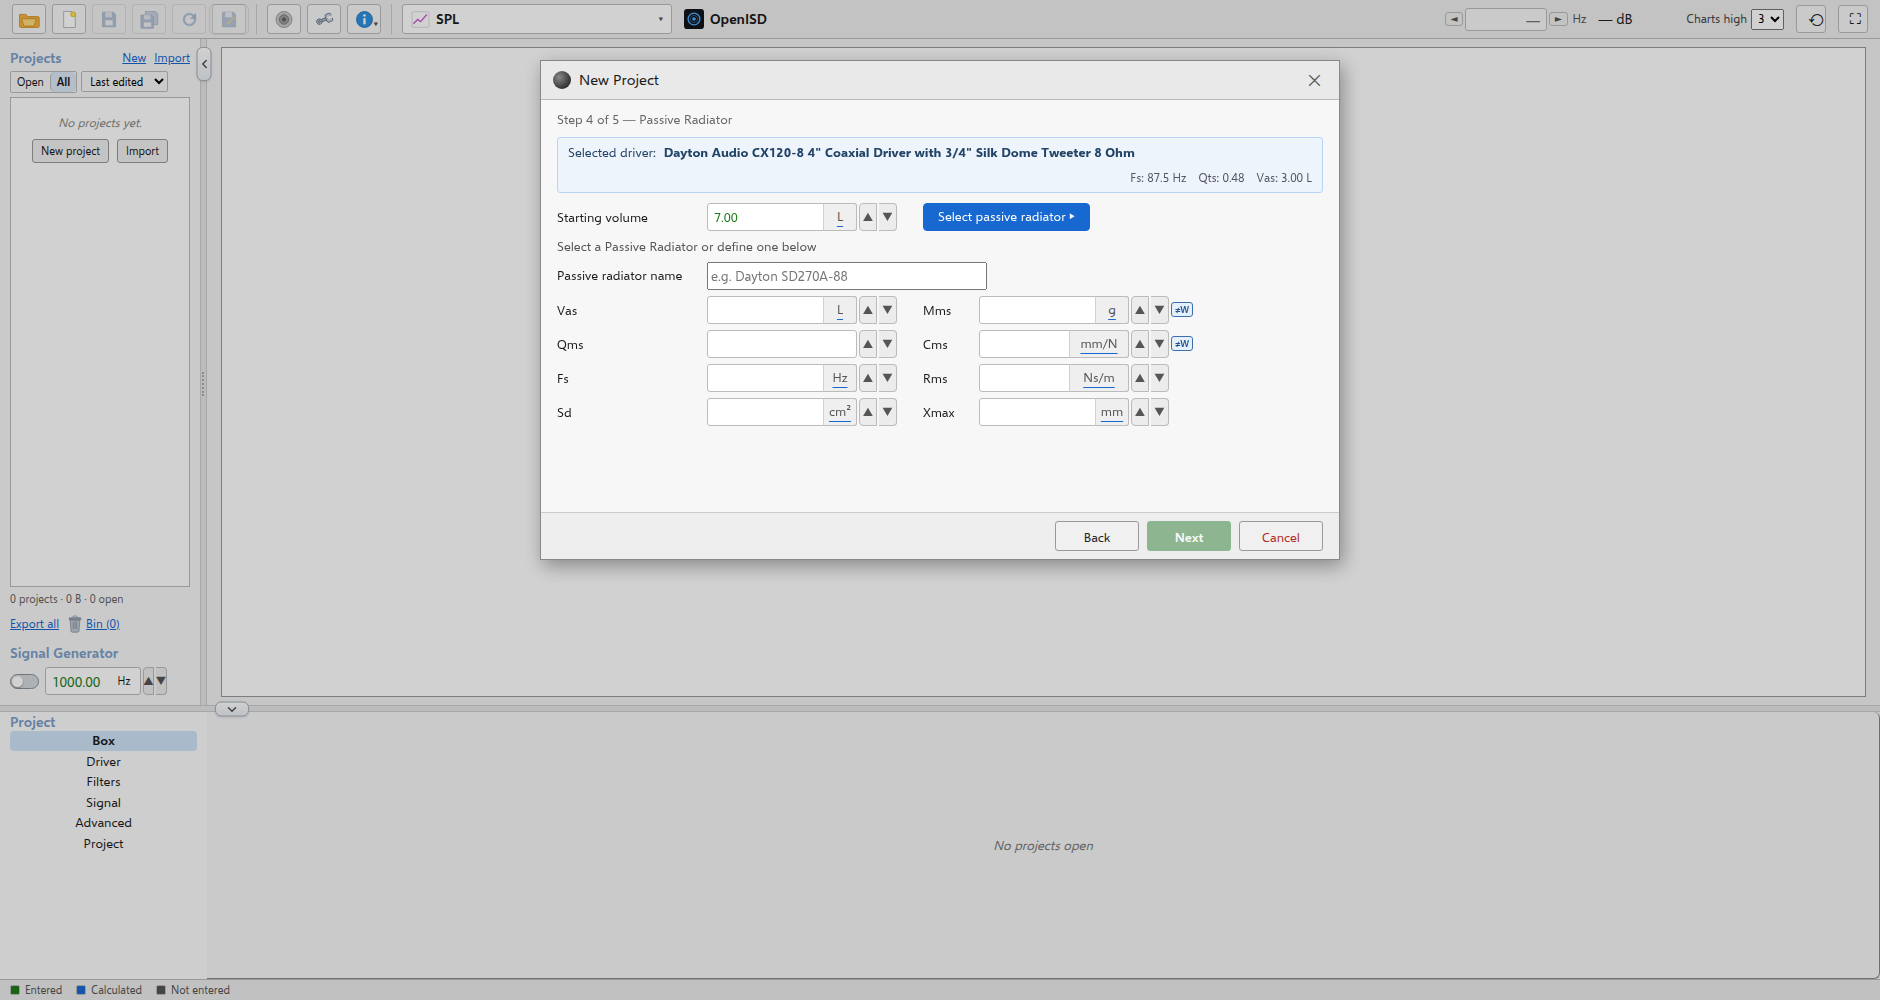 SPL
OpenISD
— Hz — dB
Charts high 3
Projects New Import
Open All Last edited
No projects yet.
New project Import
0 projects · 0 B · 0 open
Export all Bin (0)
Signal Generator
1000.00 Hz
New Project
Step 4 of 5 — Passive Radiator
Selected driver: Dayton Audio CX120-8 4" Coaxial Driver with 3/4" Silk Dome Tweeter 8 Ohm
Fs: 87.5 Hz Qts: 0.48 Vas: 3.00 L
Starting volume 7.00 L Select passive radiator
Select a Passive Radiator or define one below
Passive radiator name e.g. Dayton SD270A-88
Vas L Mms g ≠W
Qms Cms mm/N ≠W
Fs Hz Rms Ns/m
Sd cm² Xmax mm
Back Next Cancel
Project
Box
Driver
Filters
Signal
Advanced
Project
No projects open
Entered Calculated Not entered